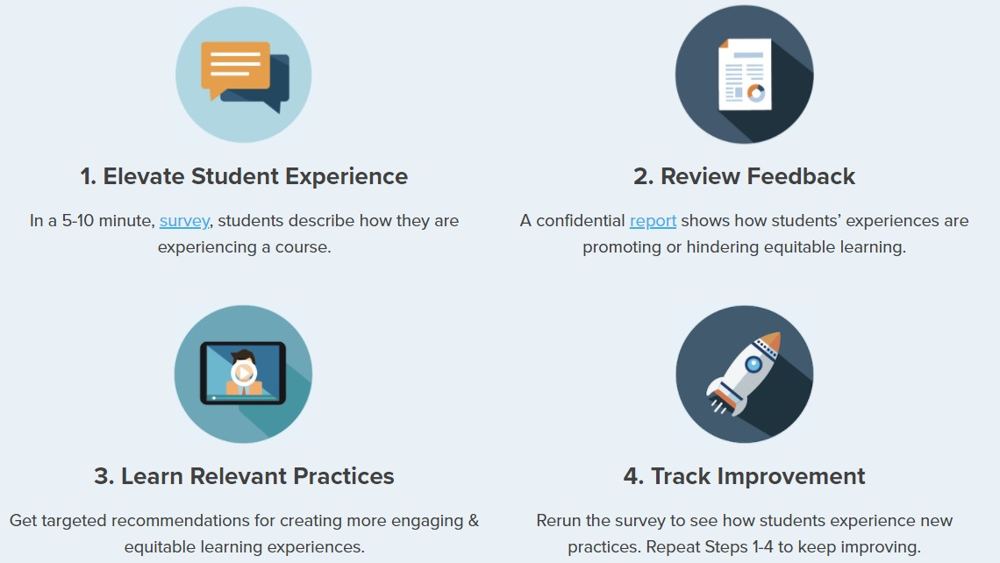 1. Elevate Student Experience
In a 5-10 minute, survey, students describe how they are
experiencing a course.
2. Review Feedback
A confidential report shows how students’ experiences are
promoting or hindering equitable learning.
3. Learn Relevant Practices
Get targeted recommendations for creating more engaging &
equitable learning experiences.
4. Track Improvement
Rerun the survey to see how students experience new
practices. Repeat Steps 1-4 to keep improving.